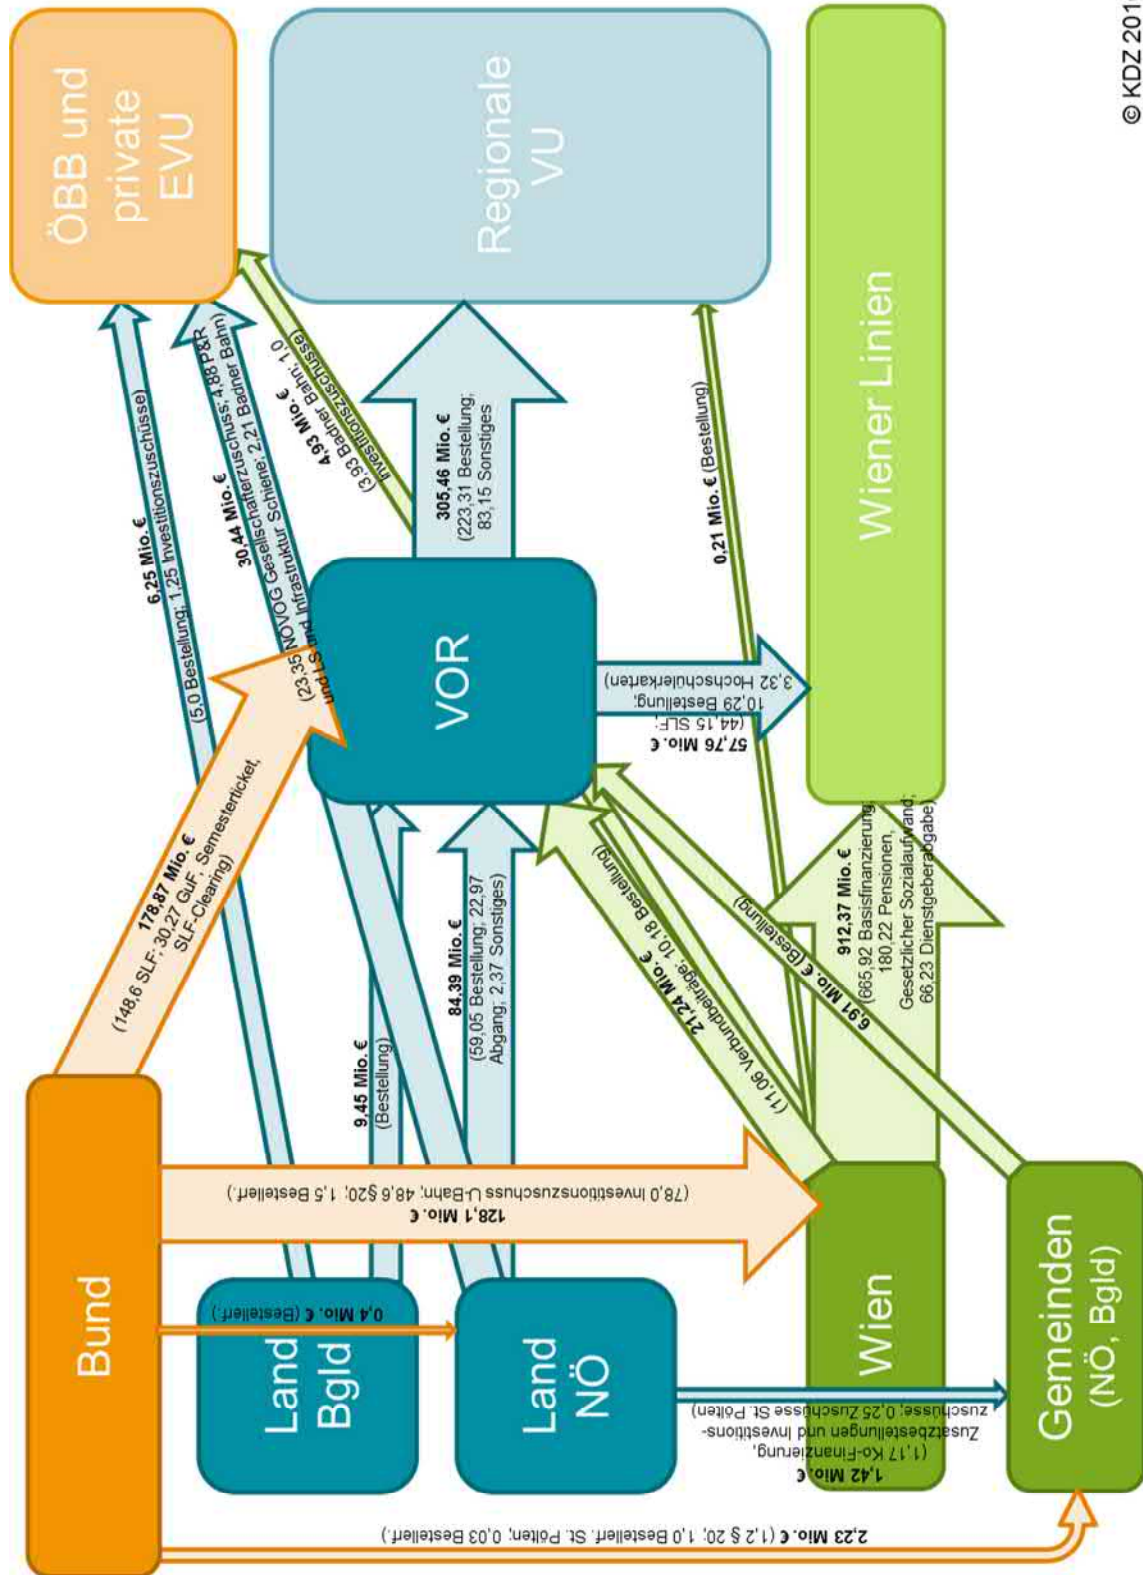 Bund
Land
Bgld
Land
NÖ
Wien
Gemeinden
(NÖ, Bgld)
VOR
ÖBB und
private
EVU
Regionale
VU
Wiener Linien
178,87 Mio. €
(148,6 SLF; 30,27 GuF, Semesterticket,
SLF-Clearing)
6,25 Mio. €
(5,0 Bestellung; 1,25 Investitionszuschüsse)
30,44 Mio. €
(23,35 NÖVOG Gesellschafterzuschuss; 4,88 P&R
und LS und Infrastruktur Schiene; 2,21 Badner Bahn)
4,93 Mio. €
(3,93 Badner Bahn; 1,0
Investitionszuschüsse)
305,46 Mio. €
(223,31 Bestellung;
83,15 Sonstiges
9,45 Mio. €
(Bestellung)
84,39 Mio. €
(59,05 Bestellung; 22,97
Abgang; 2,37 Sonstiges)
0,21 Mio. € (Bestellung)
57,76 Mio. €
(44,15 SLF;
10,29 Bestellung;
3,32 Hochschülerkarten)
21,24 Mio. €
(11,06 Verbundbeiträge; 10,18 Bestellung)
6,91 Mio. € (Bestellung)
912,37 Mio. €
(665,92 Basisfinanzierung;
180,22 Pensionen,
Gesetzlicher Sozialaufwand;
66,23 Dienstgeberabgabe)
128,1 Mio. €
(78,0 Investitionszuschuss U-Bahn; 48,6 §20; 1,5 Bestellerf.)
0,4 Mio. € (Bestellerf.)
1,42 Mio. €
(1,17 Ko-Finanzierung,
Zusatzbestellungen und Investitions-
zuschüsse; 0,25 Zuschüsse St. Pölten)
2,23 Mio. € (1,2 § 20; 1,0 Bestellerf. St. Pölten; 0,03 Bestellerf.)
© KDZ 201